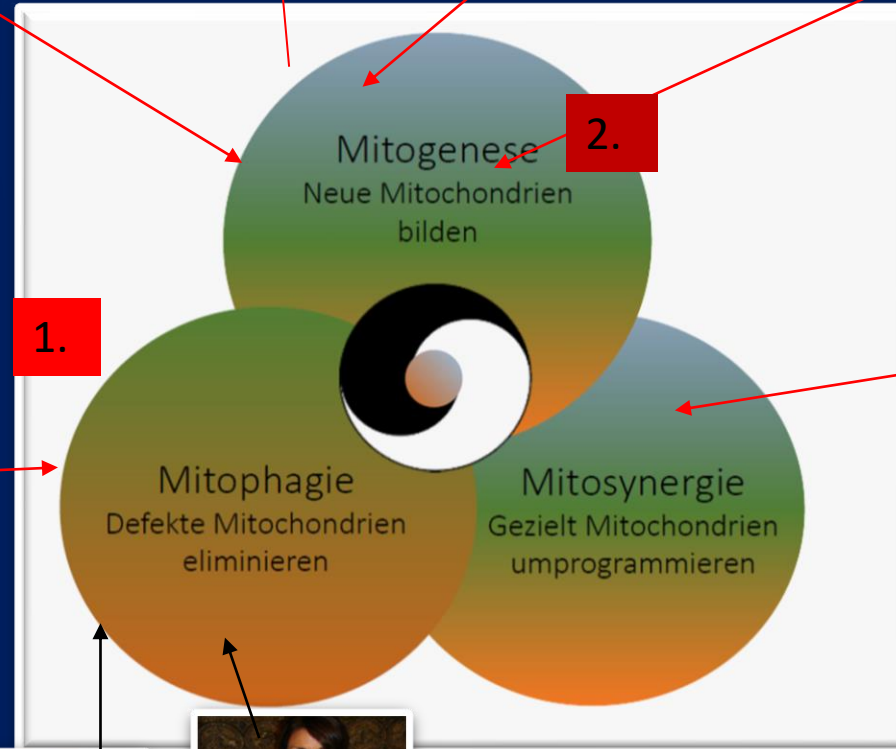 2.
Mitogenese
Neue Mitochondrien
bilden
1.
Mitophagie
Defekte Mitochondrien
eliminieren
Mitosynergie
Gezielt Mitochondrien
umprogrammieren